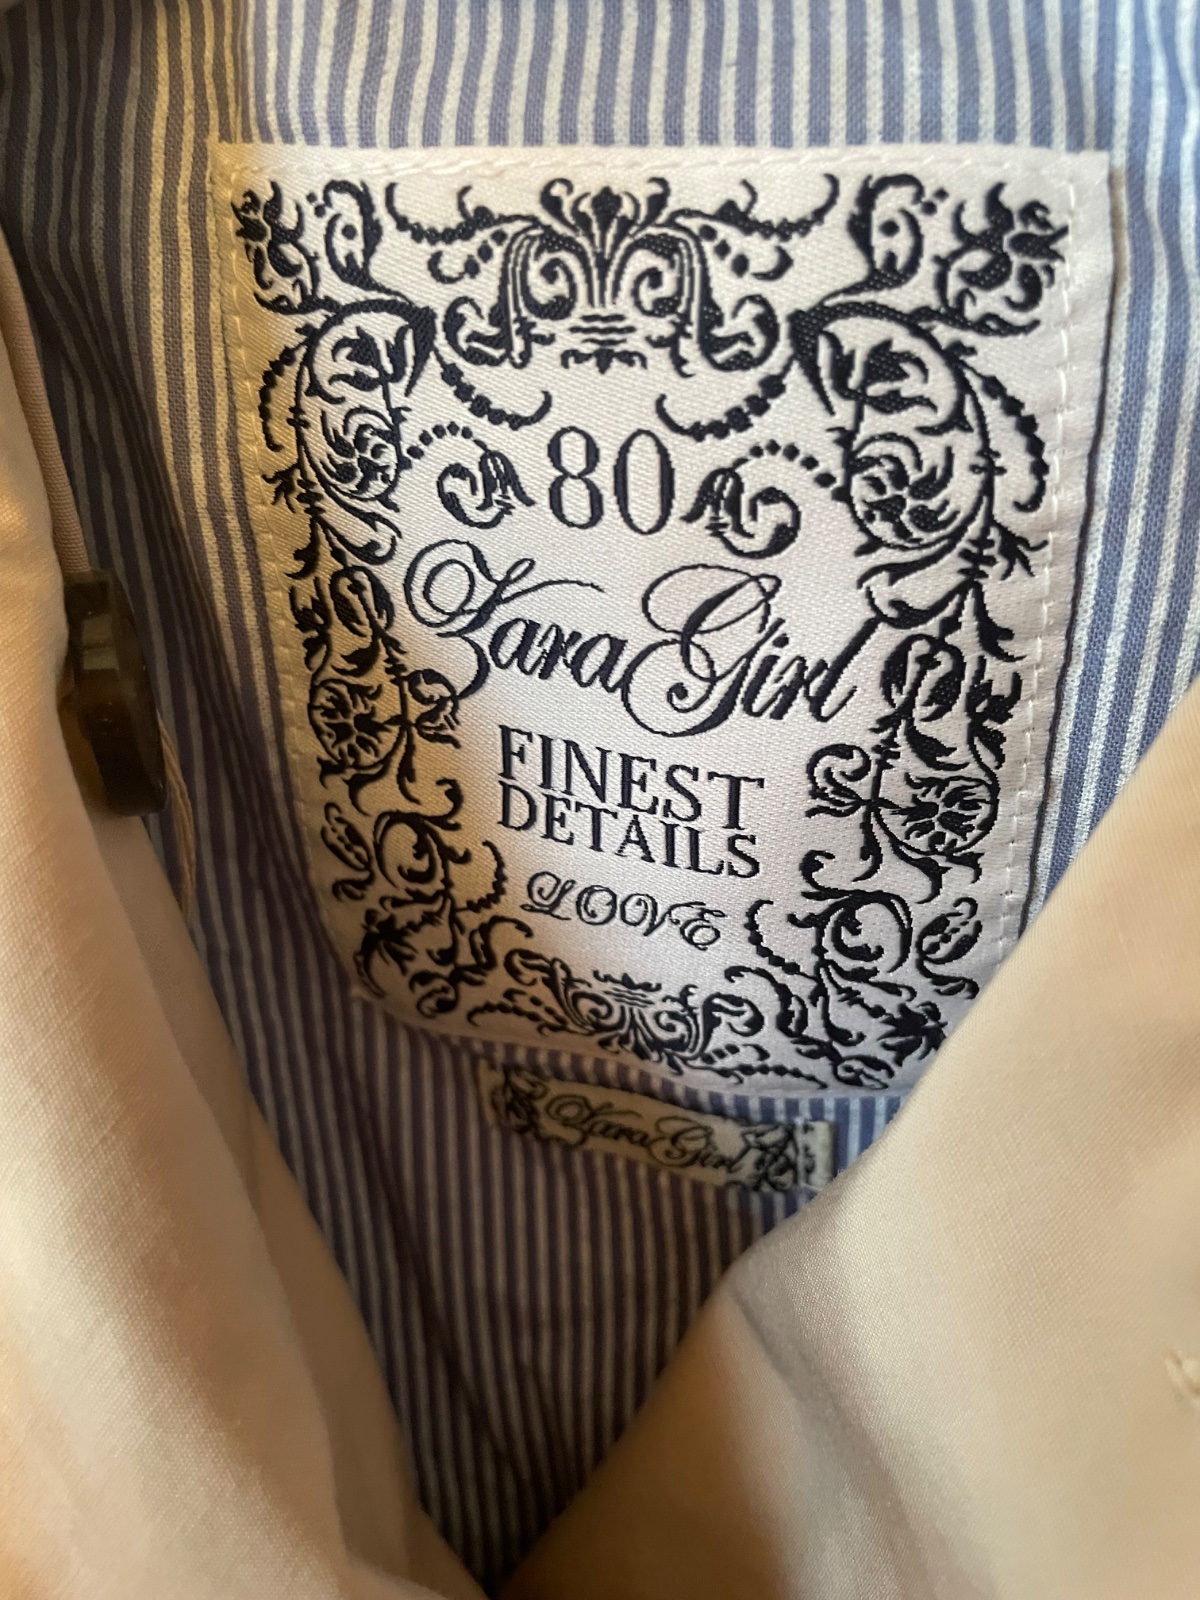 80
Zara Girl
FINEST
DETAILS
LOVE
Zara Girl